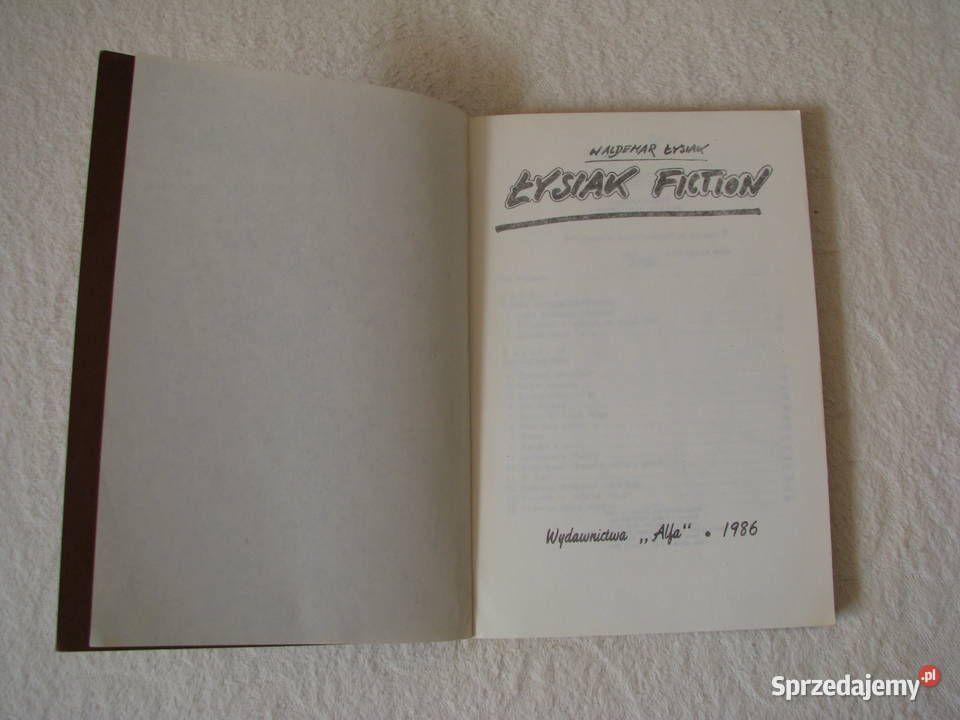 WALDEMAR ŁYSIAK
ŁYSIAK FICTION
Wydawnictwa „Alfa" • 1986
Sprzedajemy.pl